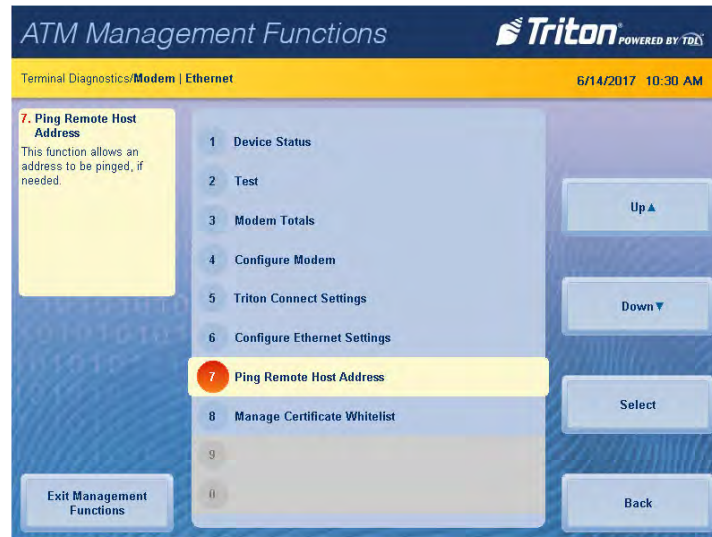 ATM Management Functions
Triton POWERED BY TDL
Terminal Diagnostics/Modem | Ethernet
6/14/2017 10:30 AM
7. Ping Remote Host
Address
This function allows an
address to be pinged, if
needed.
1 Device Status
2 Test
3 Modem Totals
4 Configure Modem
5 Triton Connect Settings
6 Configure Ethernet Settings
7 Ping Remote Host Address
8 Manage Certificate Whitelist
9
0
Up▲
Down▼
Select
Back
Exit Management
Functions